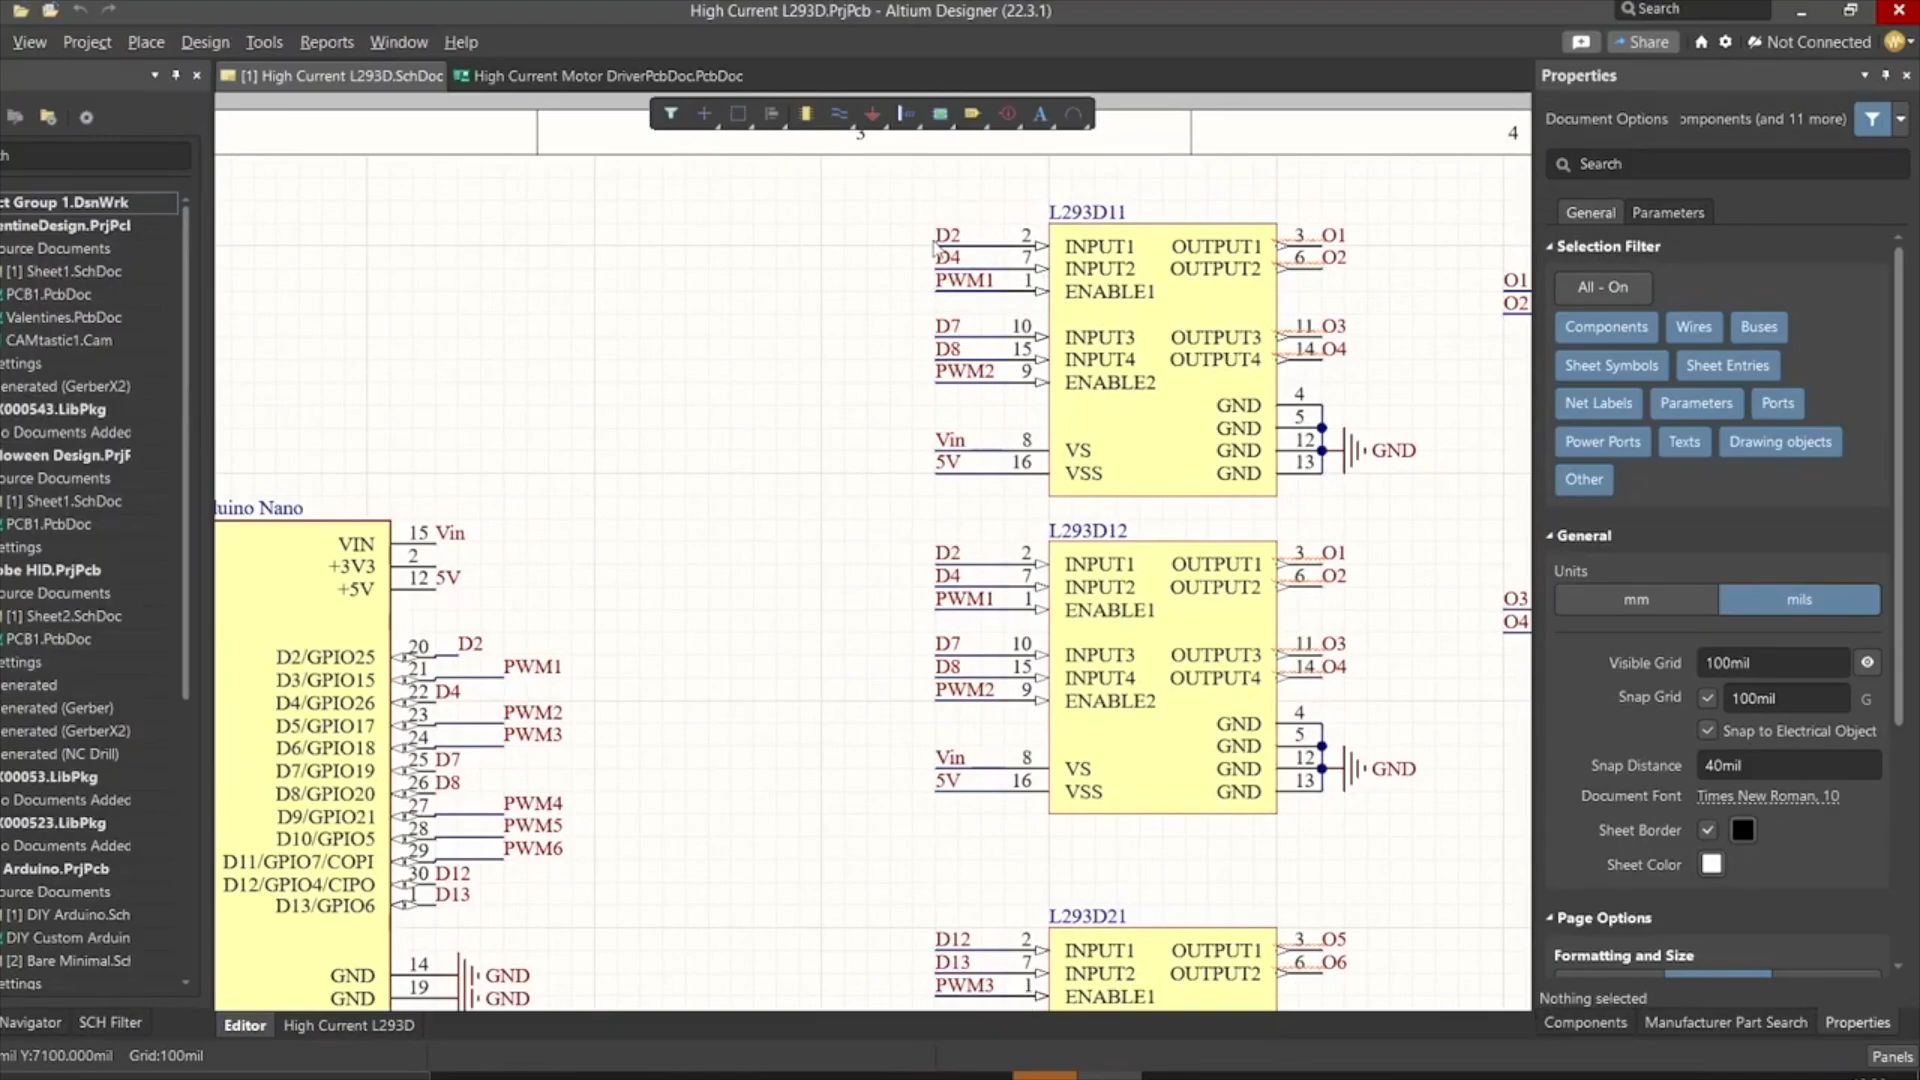 High Current L293D.PrjPcb - Altium Designer (22.3.1)
Search
View Project Place Design Tools Reports Window Help
Share
Not Connected
[1] High Current L293D.SchDoc
High Current Motor DriverPcbDoc.PcbDoc
3
4
ch
ct Group 1.DsnWrk
entineDesign.PrjPcl
ource Documents
[1] Sheet1.SchDoc
PCB1.PcbDoc
Valentines.PcbDoc
CAMtastic1.Cam
ettings
enerated (GerberX2)
X000543.LibPkg
o Documents Added
loween Design.PrjF
ource Documents
[1] Sheet1.SchDoc
PCB1.PcbDoc
ettings
obe HID.PrjPcb
ource Documents
[1] Sheet2.SchDoc
PCB1.PcbDoc
ettings
enerated
enerated (Gerber)
enerated (GerberX2)
enerated (NC Drill)
X00053.LibPkg
o Documents Added
X000523.LibPkg
o Documents Added
Arduino.PrjPcb
ource Documents
[1] DIY Arduino.Sch
DIY Custom Arduin
[2] Bare Minimal.Scl
ettings
Navigator SCH Filter
duino Nano
VIN 15 Vin
+3V3 2
+5V 12 5V
D2/GPIO25 20 D2
D3/GPIO15 21 PWM1
D4/GPIO26 22 D4
D5/GPIO17 23 PWM2
D6/GPIO18 24 PWM3
D7/GPIO19 25 D7
D8/GPIO20 26 D8
D9/GPIO21 27 PWM4
D10/GPIO5 28 PWM5
D11/GPIO7/COPI 29 PWM6
D12/GPIO4/CIPO 30 D12
D13/GPIO6 1 D13
GND 14 GND
GND 19 GND
L293D11
D2 2 INPUT1 OUTPUT1 3 O1
D4 7 INPUT2 OUTPUT2 6 O2
PWM1 1 ENABLE1
D7 10 INPUT3 OUTPUT3 11 O3
D8 15 INPUT4 OUTPUT4 14 O4
PWM2 9 ENABLE2
GND 4
GND 5
Vin 8 VS GND 12 GND
5V 16 VSS GND 13
L293D12
D2 2 INPUT1 OUTPUT1 3 O1
D4 7 INPUT2 OUTPUT2 6 O2
PWM1 1 ENABLE1
D7 10 INPUT3 OUTPUT3 11 O3
D8 15 INPUT4 OUTPUT4 14 O4
PWM2 9 ENABLE2
GND 4
GND 5
Vin 8 VS GND 12 GND
5V 16 VSS GND 13
L293D21
D12 2 INPUT1 OUTPUT1 3 O5
D13 7 INPUT2 OUTPUT2 6 O6
PWM3 1 ENABLE1
O1
O2
O3
O4
Editor High Current L293D
Properties
Document Options omponents (and 11 more)
Search
General Parameters
Selection Filter
All - On
Components Wires Buses
Sheet Symbols Sheet Entries
Net Labels Parameters Ports
Power Ports Texts Drawing objects
Other
General
Units
mm mils
Visible Grid 100mil
Snap Grid 100mil G
Snap to Electrical Object
Snap Distance 40mil
Document Font Times New Roman, 10
Sheet Border
Sheet Color
Page Options
Formatting and Size
Nothing selected
Components Manufacturer Part Search Properties
mil Y:7100.000mil Grid:100mil
Panels